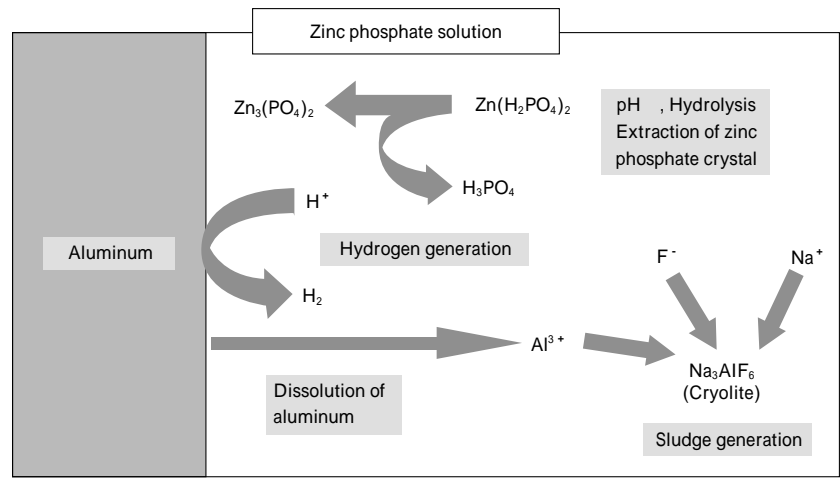 Zinc phosphate solution
Zn₃(PO₄)₂
Zn(H₂PO₄)₂
pH , Hydrolysis
Extraction of zinc
phosphate crystal
H₃PO₄
H⁺
Aluminum
Hydrogen generation
F⁻
Na⁺
H₂
Al³⁺
Na₃AlF₆
(Cryolite)
Dissolution of
aluminum
Sludge generation